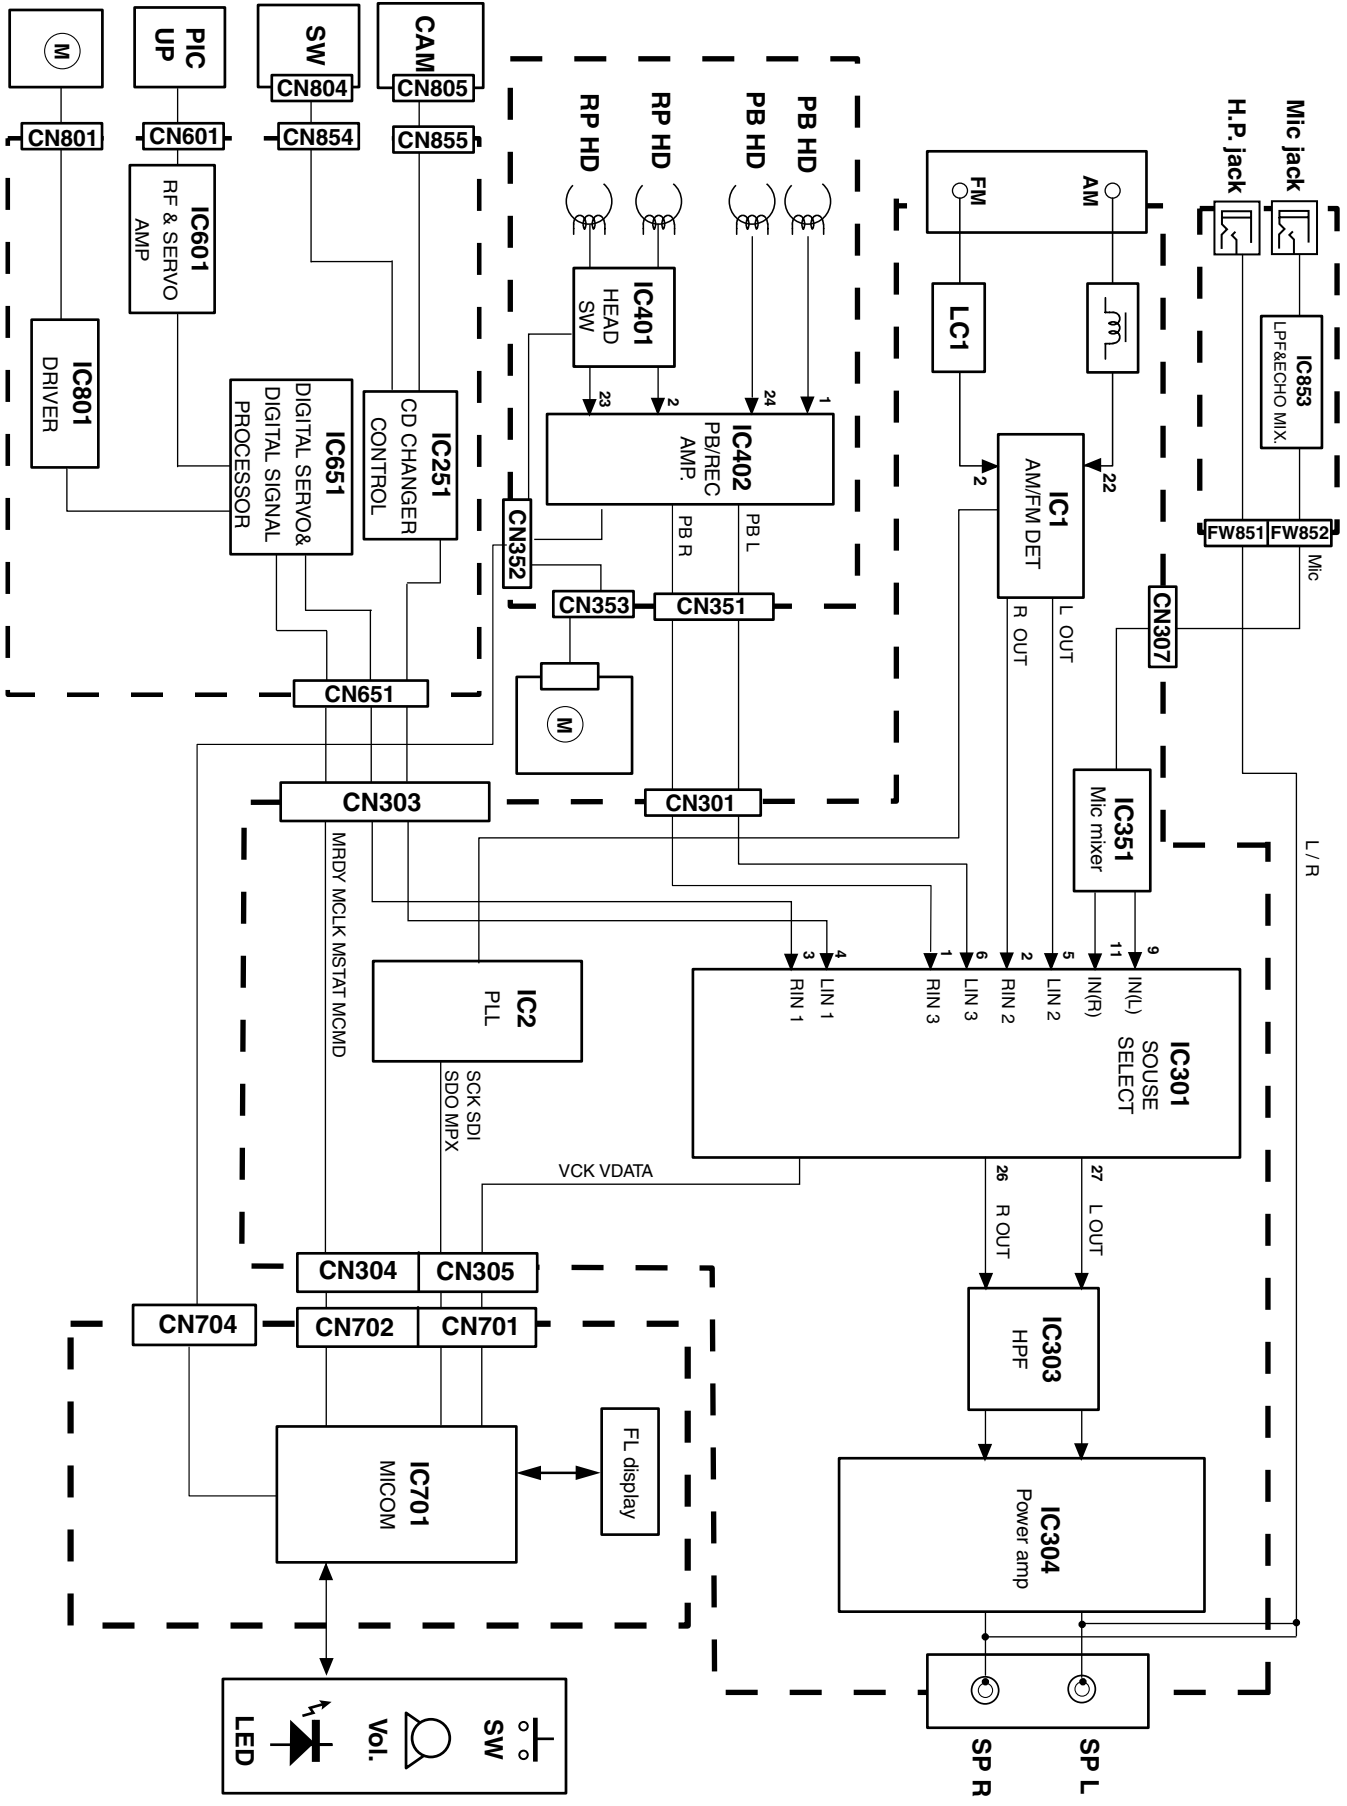 M
PIC
UP
SW
CAM
CN804
CN805
CN801
CN601
CN854
CN855
IC601
RF & SERVO
AMP
IC801
DRIVER
IC651
DIGITAL SERVO&
DIGITAL SIGNAL
PROCESSOR
IC251
CD CHANGER
CONTROL
CN651
RP HD
RP HD
PB HD
PB HD
IC401
HEAD
SW
23
2
24
1
IC402
PB/REC
AMP.
CN352
PB R
PB L
CN353
CN351
M
FM
AM
LC1
2
22
IC1
AM/FM DET
R OUT
L OUT
H.P. jack
Mic jack
IC853
LPF&ECHO MIX.
FW851
FW852
Mic
CN307
IC351
Mic mixer
L / R
CN303
CN301
MRDY MCLK MSTAT MCMD
IC2
PLL
SCK SDI
SDO MPX
3
4
1
6
2
5
11
9
RIN 1
LIN 1
RIN 3
LIN 3
RIN 2
LIN 2
IN(R)
IN(L)
IC301
SOUSE
SELECT
VCK VDATA
26
R OUT
27
L OUT
CN304
CN305
CN704
CN702
CN701
IC303
HPF
IC701
MICOM
FL display
IC304
Power amp
LED
Vol.
SW
SP R
SP L